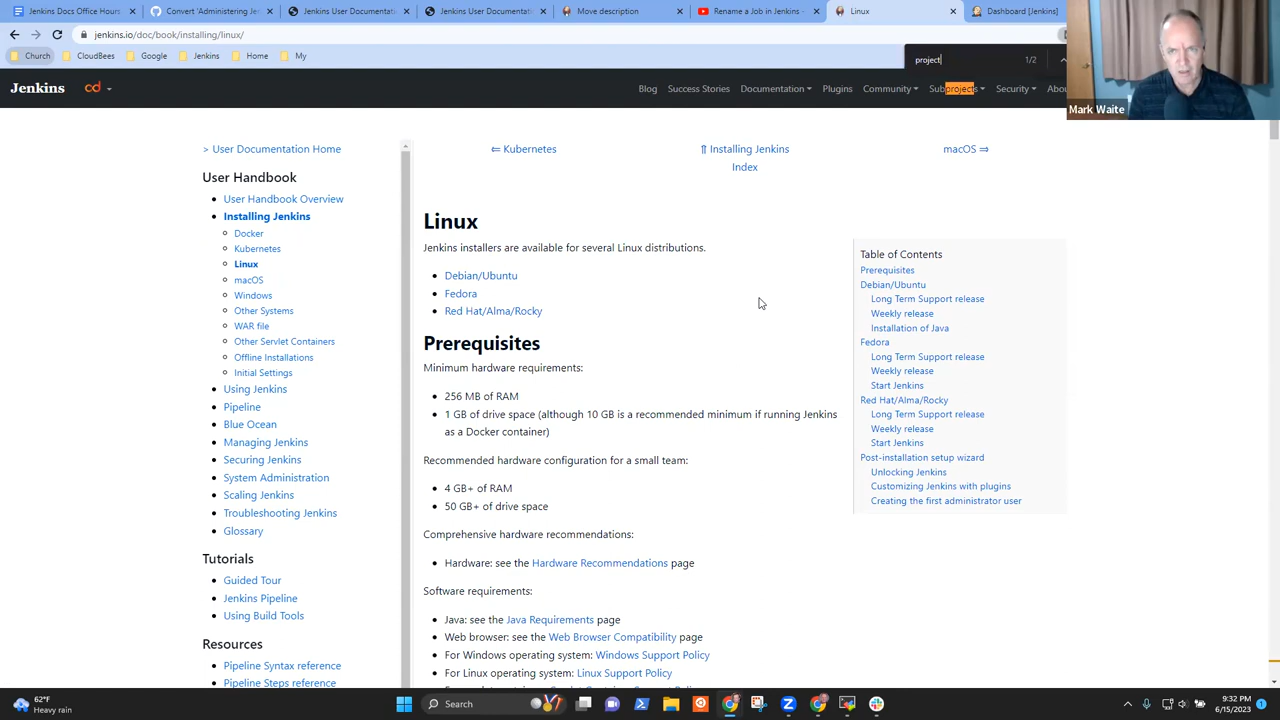 Jenkins Docs Office Hours -
Convert 'Administering Je
Jenkins User Documentat
Jenkins User Documentat
Move description
Rename a Job in Jenkins
Linux
Dashboard [Jenkins]
jenkins.io/doc/book/installing/linux/
Church
CloudBees
Google
Jenkins
Home
My
project
1/2
Jenkins
cd
Blog
Success Stories
Documentation
Plugins
Community
Subprojects
Security
Abou
Mark Waite
> User Documentation Home
User Handbook
User Handbook Overview
Installing Jenkins
Docker
Kubernetes
Linux
macOS
Windows
Other Systems
WAR file
Other Servlet Containers
Offline Installations
Initial Settings
Using Jenkins
Pipeline
Blue Ocean
Managing Jenkins
Securing Jenkins
System Administration
Scaling Jenkins
Troubleshooting Jenkins
Glossary
Tutorials
Guided Tour
Jenkins Pipeline
Using Build Tools
Resources
Pipeline Syntax reference
Pipeline Steps reference
⇐ Kubernetes
⇑ Installing Jenkins
Index
macOS ⇒
Linux
Jenkins installers are available for several Linux distributions.
Debian/Ubuntu
Fedora
Red Hat/Alma/Rocky
Prerequisites
Minimum hardware requirements:
256 MB of RAM
1 GB of drive space (although 10 GB is a recommended minimum if running Jenkins
as a Docker container)
Recommended hardware configuration for a small team:
4 GB+ of RAM
50 GB+ of drive space
Comprehensive hardware recommendations:
Hardware: see the Hardware Recommendations page
Software requirements:
Java: see the Java Requirements page
Web browser: see the Web Browser Compatibility page
For Windows operating system: Windows Support Policy
For Linux operating system: Linux Support Policy
Table of Contents
Prerequisites
Debian/Ubuntu
Long Term Support release
Weekly release
Installation of Java
Fedora
Long Term Support release
Weekly release
Start Jenkins
Red Hat/Alma/Rocky
Long Term Support release
Weekly release
Start Jenkins
Post-installation setup wizard
Unlocking Jenkins
Customizing Jenkins with plugins
Creating the first administrator user
62°F
Heavy rain
Search
9:32 PM
6/15/2023